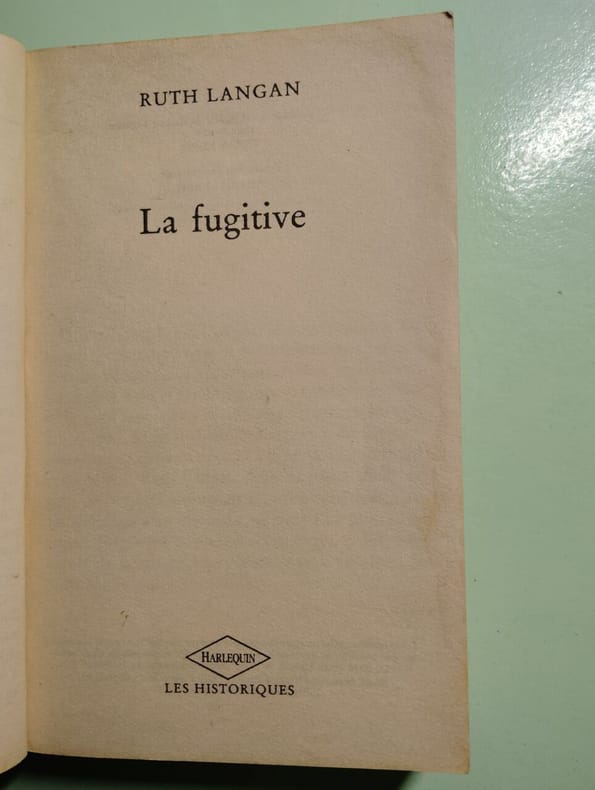 RUTH LANGAN
La fugitive
HARLEQUIN
LES HISTORIQUES